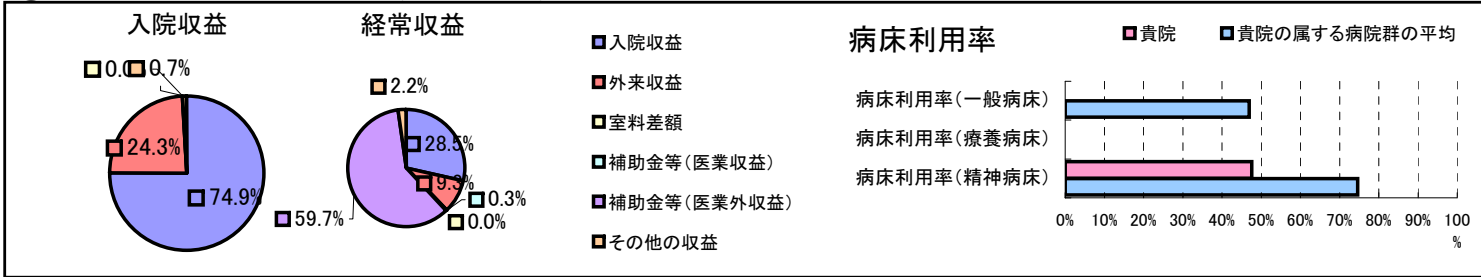 入院収益
0.0%
0.7%
24.3%
74.9%
経常収益
2.2%
28.5%
9.3%
0.3%
0.0%
59.7%
入院収益
外来収益
室料差額
補助金等(医業収益)
補助金等(医業外収益)
その他の収益
病床利用率
貴院
貴院の属する病院群の平均
病床利用率(一般病床)
病床利用率(療養病床)
病床利用率(精神病床)
0% 10% 20% 30% 40% 50% 60% 70% 80% 90% 100
%